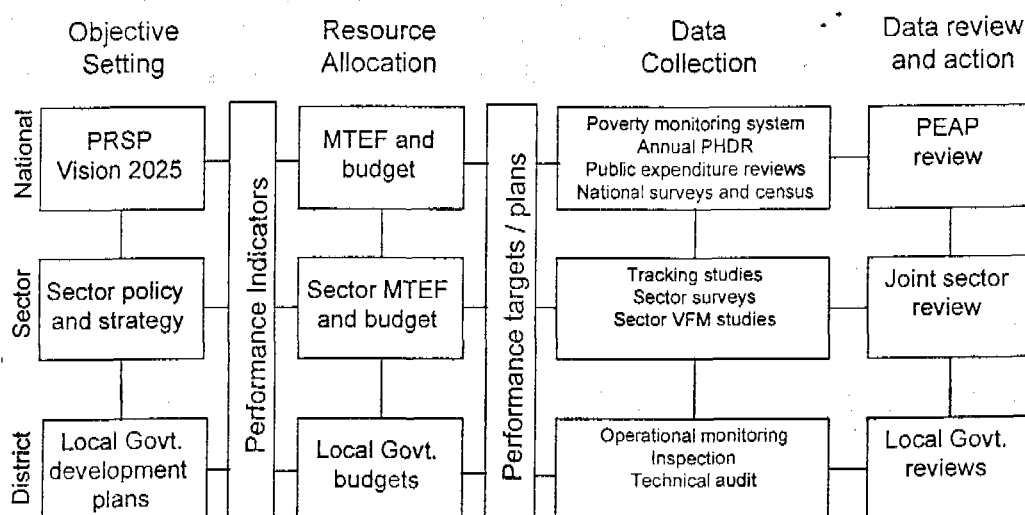 Objective
Setting
Resource
Allocation
Data
Collection
Data review
and action
National
PRSP
Vision 2025
Performance Indicators
MTEF and
budget
Performance targets / plans
Poverty monitoring system
Annual PHDR
Public expenditure reviews
National surveys and census
PEAP
review
Sector
Sector policy
and strategy
Sector MTEF
and budget
Tracking studies
Sector surveys
Sector VFM studies
Joint sector
review
District
Local Govt.
development
plans
Local Govt.
budgets
Operational monitoring
Inspection
Technical audit
Local Govt.
reviews